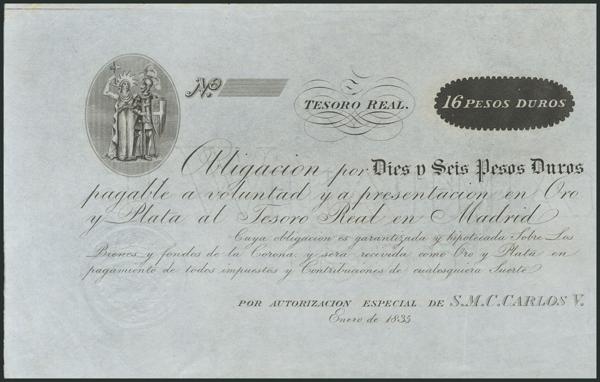 No.
TESORO REAL.
16 PESOS DUROS
Obligacion por Dies y Seis Pesos Duros
pagable a voluntad y a presentacion en Oro
y Plata al Tesoro Real en Madrid
Cuya obligacion es garantizada y hipotecada Sobre Los
Bienes y fondos de la Corona, y será recivida como Oro y Plata en
pagamiento de todos impuestos y Contribuciones de cualesquiera Suerte
POR AUTORIZACION ESPECIAL DE S.M.C. CARLOS V.
Enero de 1835